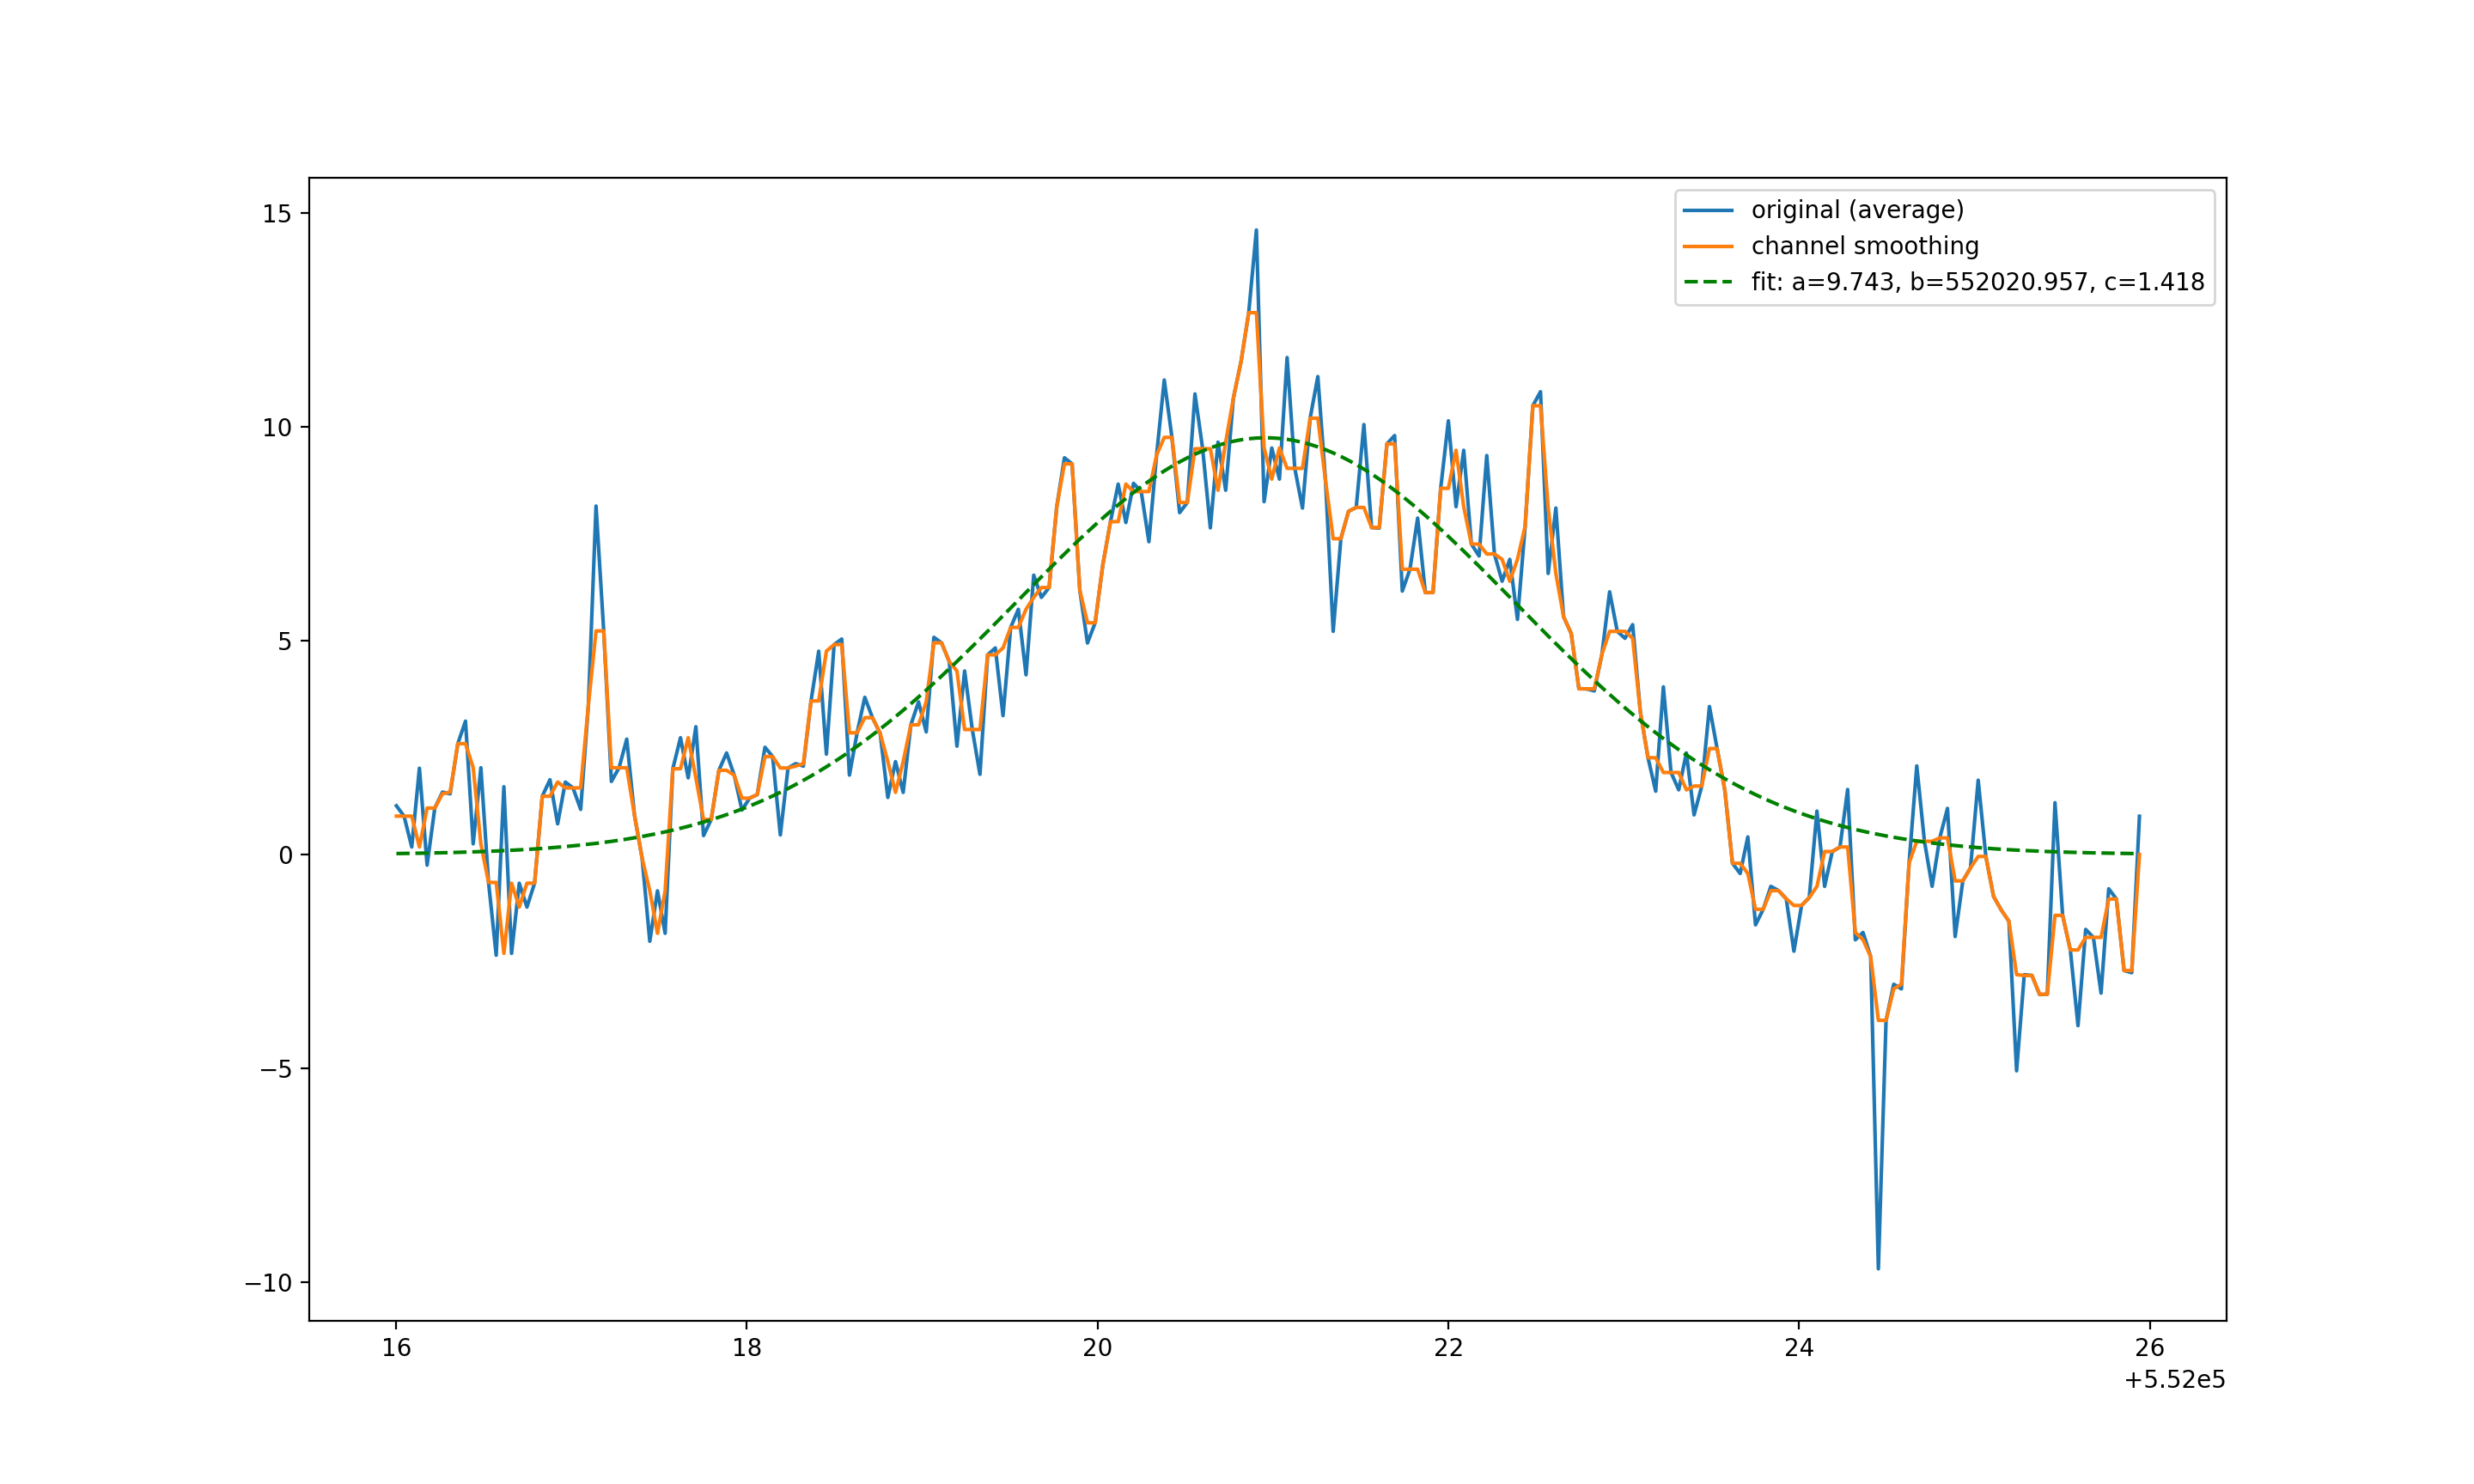 original (average)
channel smoothing
fit: a=9.743, b=552020.957, c=1.418
15
10
5
0
−5
−10
16 18 20 22 24 26
+5.52e5